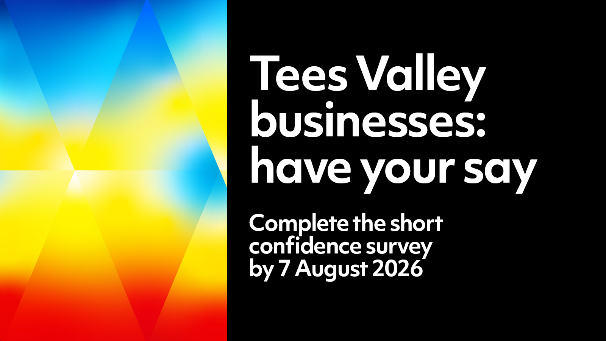 Tees Valley
businesses:
have your say
Complete the short
confidence survey
by 7 August 2026